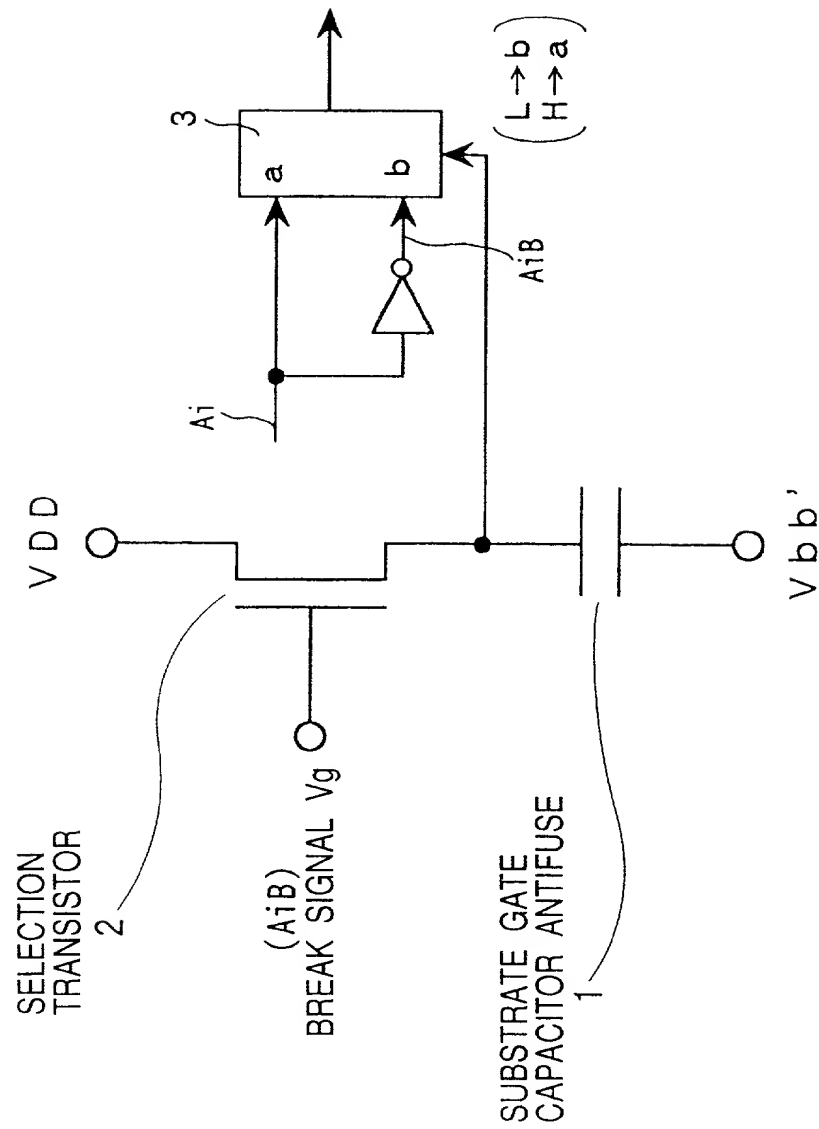 SELECTION
TRANSISTOR
2
VDD
(AiB)
BREAK SIGNAL Vg
SUBSTRATE GATE
CAPACITOR ANTIFUSE
1
Vbb'
Ai
AiB
3
a
b
L→b
H→a